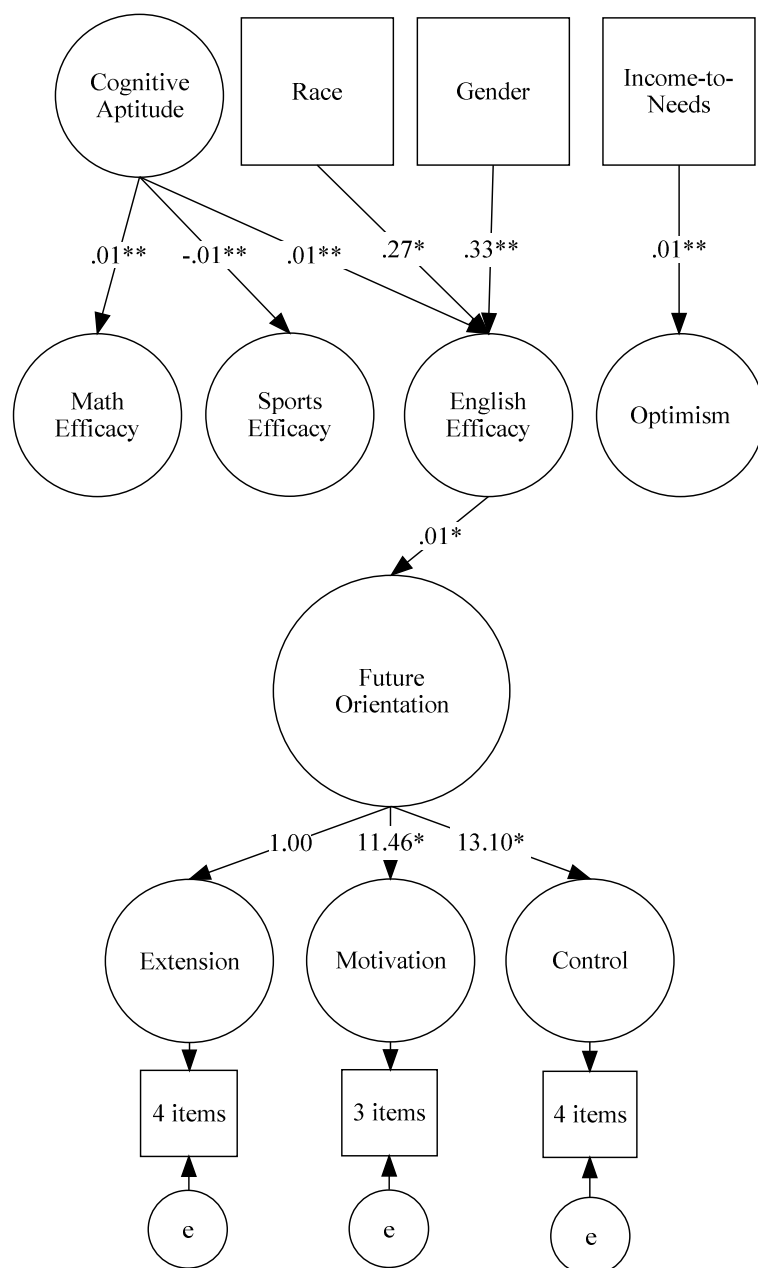 Cognitive
Aptitude
Race
Gender
Income-to-
Needs
.01**
-.01**
.01**
.27*
.33**
.01**
Math
Efficacy
Sports
Efficacy
English
Efficacy
Optimism
.01*
Future
Orientation
1.00
11.46*
13.10*
Extension
Motivation
Control
4 items
3 items
4 items
e
e
e